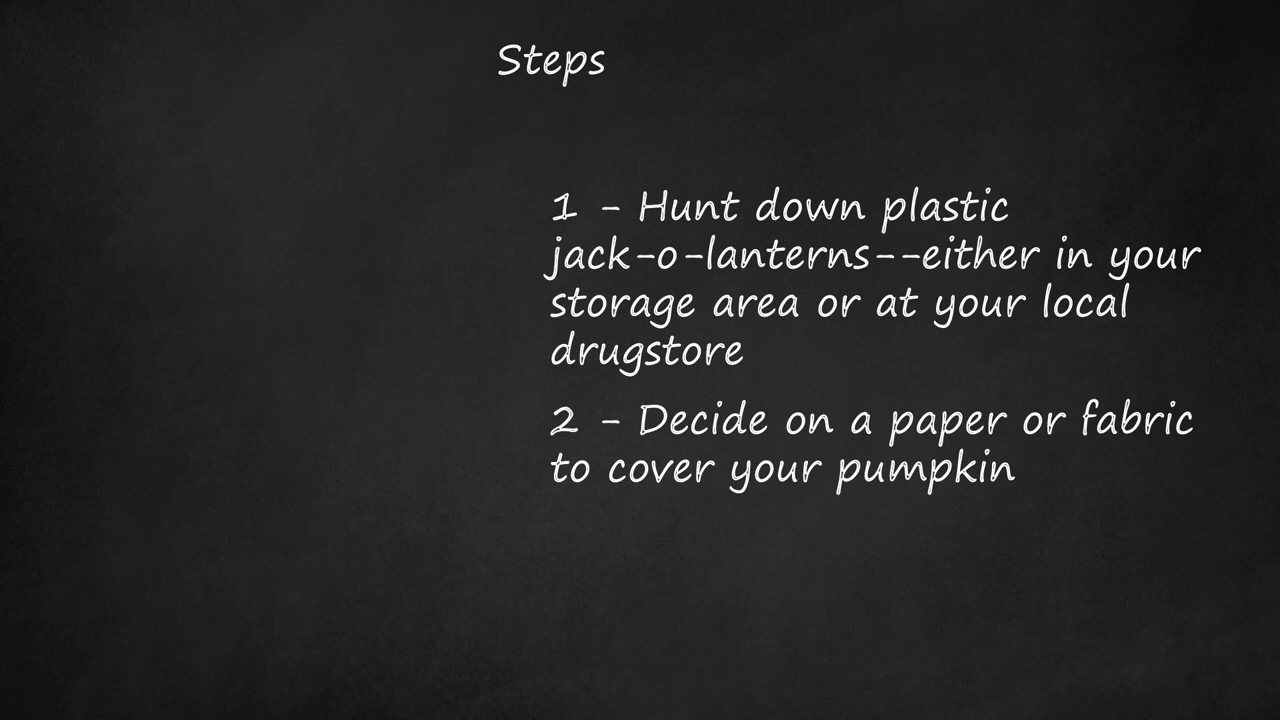 Steps
1 - Hunt down plastic
jack-o-lanterns--either in your
storage area or at your local
drugstore
2 - Decide on a paper or fabric
to cover your pumpkin